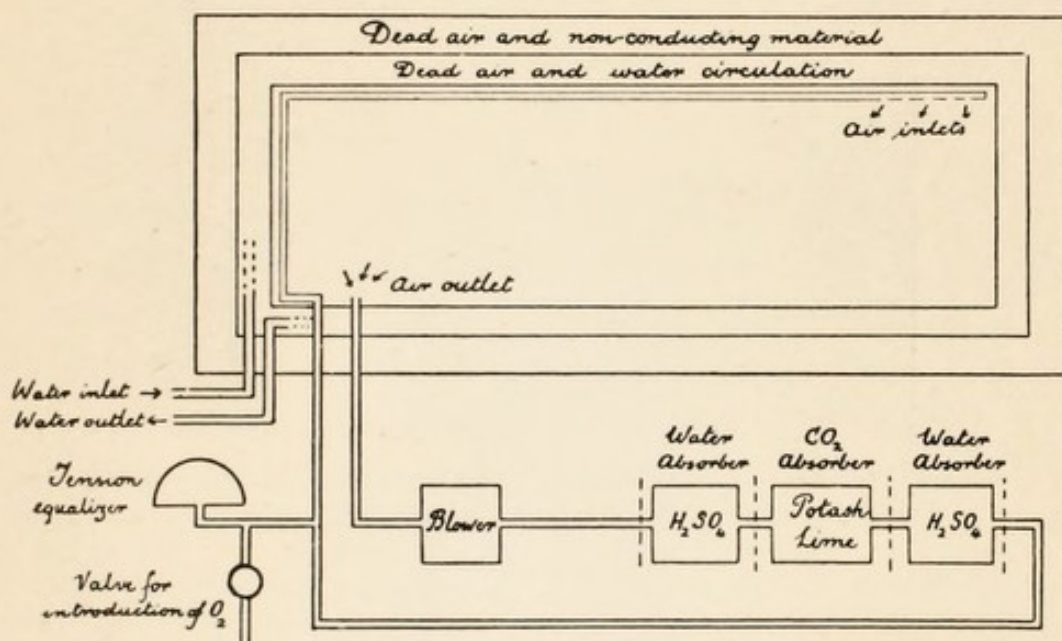 Dead air and non-conducting material
Dead air and water circulation
Air inlets
Air outlet
Water inlet →
Water outlet ←
Tension
equalizer
Valve for
introduction of O₂
Blower
Water
Absorber
H₂SO₄
CO₂
Absorber
Potash
Lime
Water
Absorber
H₂SO₄